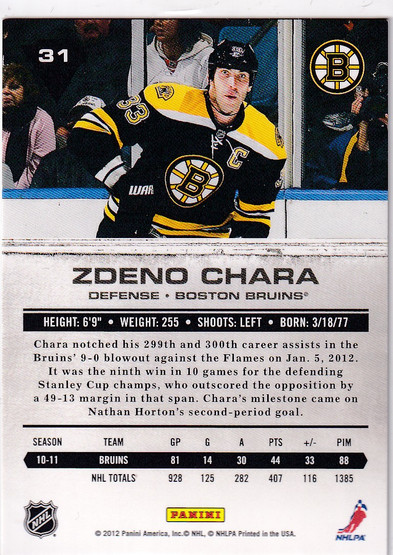 31
B
33
C
WAR
B
ZDENO CHARA
DEFENSE • BOSTON BRUINS®
HEIGHT: 6'9" • WEIGHT: 255 • SHOOTS: LEFT • BORN: 3/18/77
Chara notched his 299th and 300th career assists in the
Bruins' 9-0 blowout against the Flames on Jan. 5, 2012.
It was the ninth win in 10 games for the defending
Stanley Cup champs, who outscored the opposition by
a 49-13 margin in that span. Chara's milestone came on
Nathan Horton's second-period goal.
SEASON TEAM GP G A PTS +/- PIM
10-11 BRUINS 81 14 30 44 33 88
NHL TOTALS 928 125 282 407 116 1385
NHL
PANINI
NHLPA
© 2012 Panini America, Inc.© NHL, © NHLPA Printed in the USA.